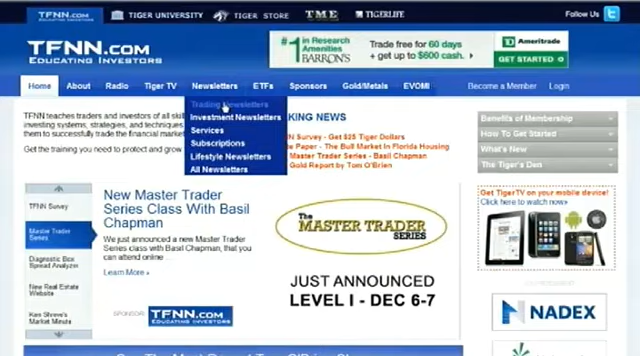 TFNN.COM
EDUCATING INVESTORS
TIGER UNIVERSITY
TIGER STORE
TME
TIGERLIFE
Follow Us
TFNN.COM
EDUCATING INVESTORS
#1 in Research Amenities
BARRON'S
Trade free for 60 days
+ get up to $600 cash.
TD Ameritrade
GET STARTED
Home
About
Radio
Tiger TV
Newsletters
ETFs
Sponsors
Gold/Metals
EVOMI
Become a Member
Login
Trading Newsletters
Investment Newsletters
Services
Subscriptions
Lifestyle Newsletters
All Newsletters
TFNN teaches traders and investors of all
investing systems, strategies, and techniques
them to successfully trade the financial market
Get the training you need to protect and grow
KING NEWS
N Survey - Get $25 Tiger Dollars
e Paper - The Bull Market In Florida Housing
Master Trader Series - Basil Chapman
Gold Report by Tom O'Brien
Benefits of Membership
How To Get Started
What's New
The Tiger's Den
TFNN Survey
Master Trader
Series
Diagnostic Box
Spread Analyzer
New Real Estate
Website
Ken Shreve's
Market Minute
New Master Trader
Series Class With Basil
Chapman
We just announced a new Master Trader
Series class with Basil Chapman, that you
can attend online ...
Learn More »
SPONSOR:
TFNN.COM
EDUCATING INVESTORS
The
MASTER TRADER
SERIES
JUST ANNOUNCED
LEVEL I - DEC 6-7
Get TigerTV on your mobile device!
Click here to watch now»
NADEX